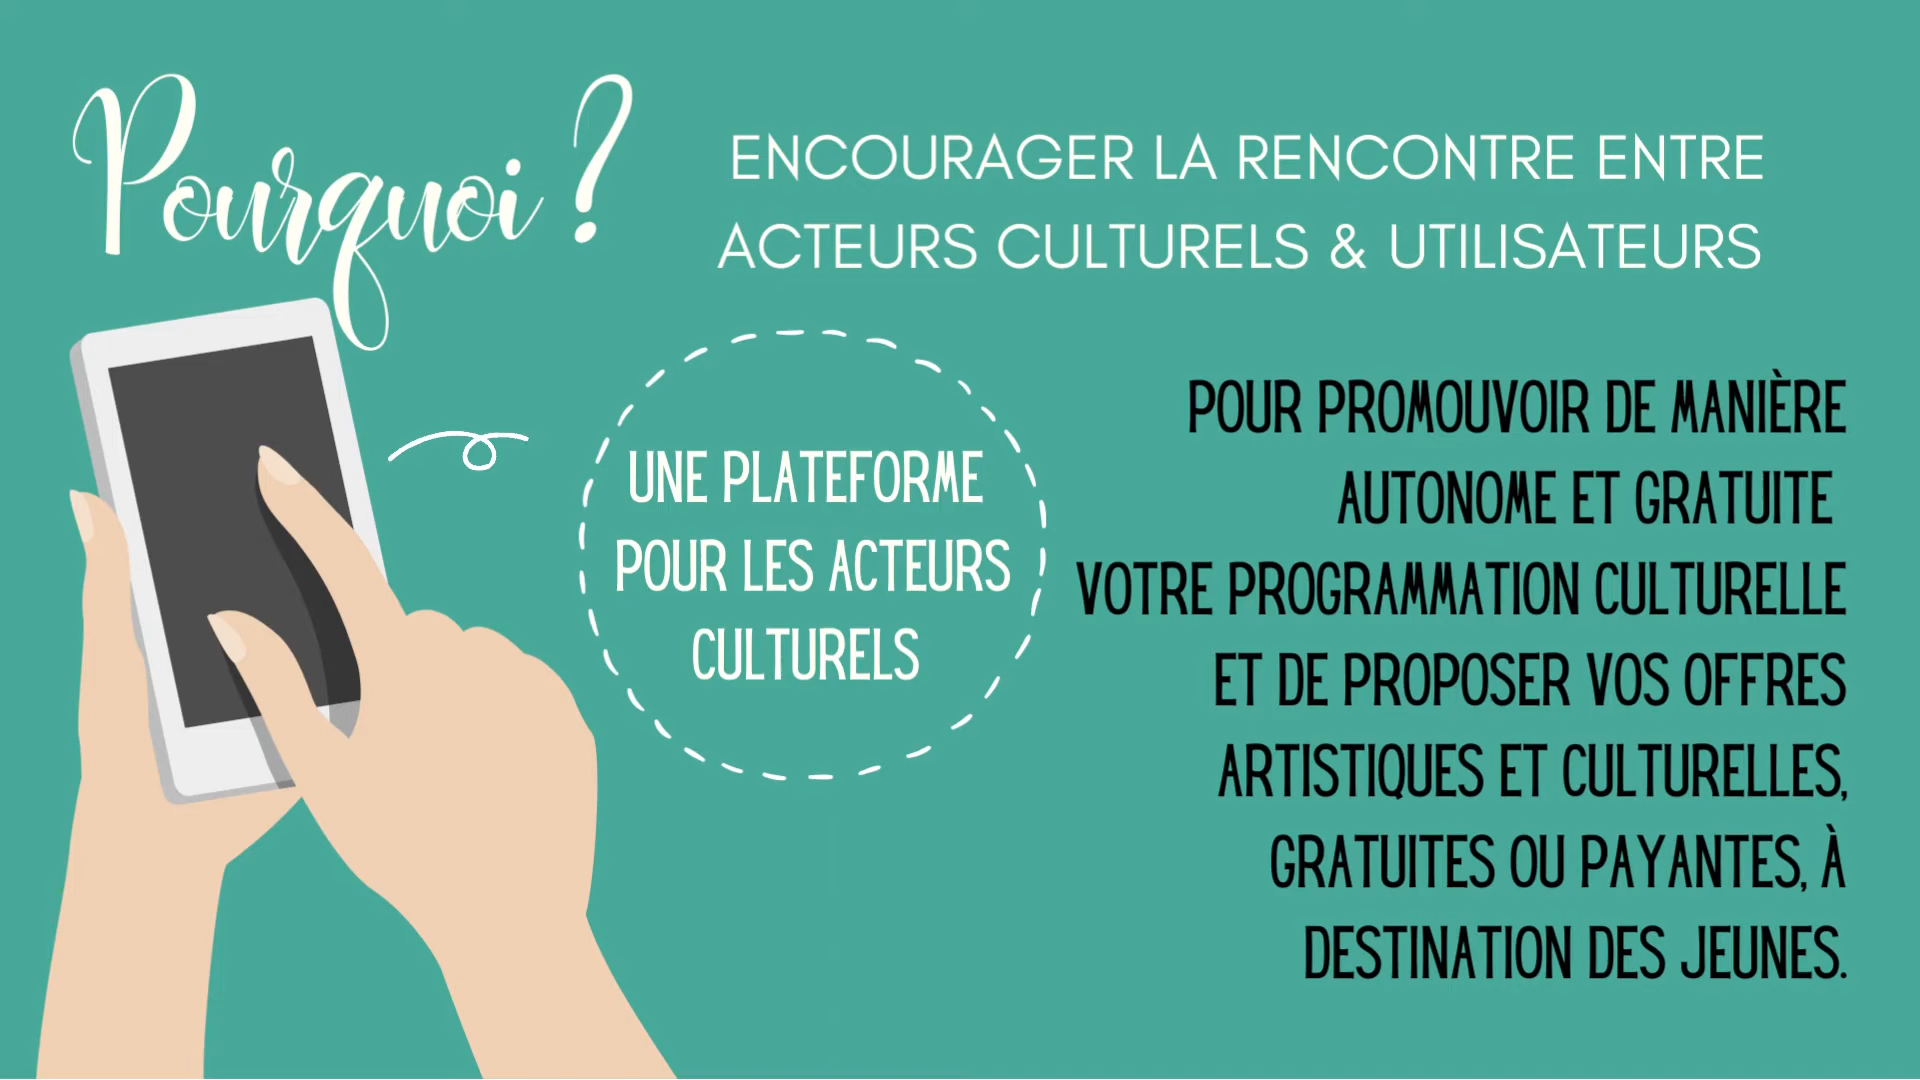 Pourquoi ?
ENCOURAGER LA RENCONTRE ENTRE
ACTEURS CULTURELS & UTILISATEURS
UNE PLATEFORME
POUR LES ACTEURS
CULTURELS
POUR PROMOUVOIR DE MANIÈRE
AUTONOME ET GRATUITE
VOTRE PROGRAMMATION CULTURELLE
ET DE PROPOSER VOS OFFRES
ARTISTIQUES ET CULTURELLES,
GRATUITES OU PAYANTES, À
DESTINATION DES JEUNES.